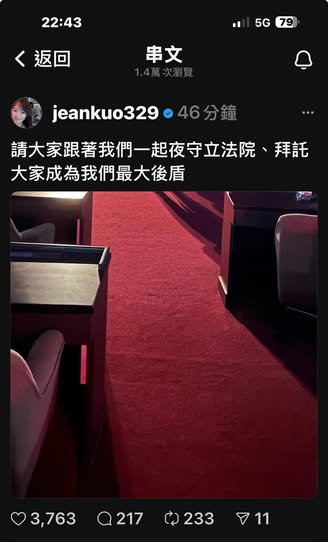 22:43
5G 79
返回
串文
1.4萬次瀏覽
jeankuo329 46分鐘
請大家跟著我們一起夜守立法院、拜託
大家成為我們最大後盾
3,763 217 233 11